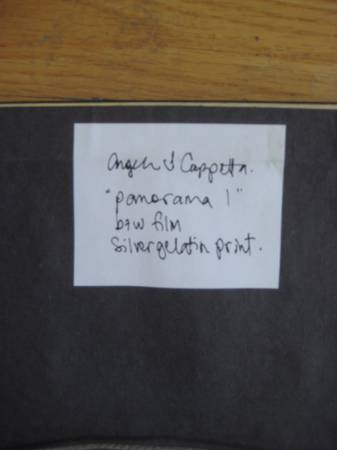 Angela Cappetta.
"panorama 1"
b&w film
Silvergelatin print.